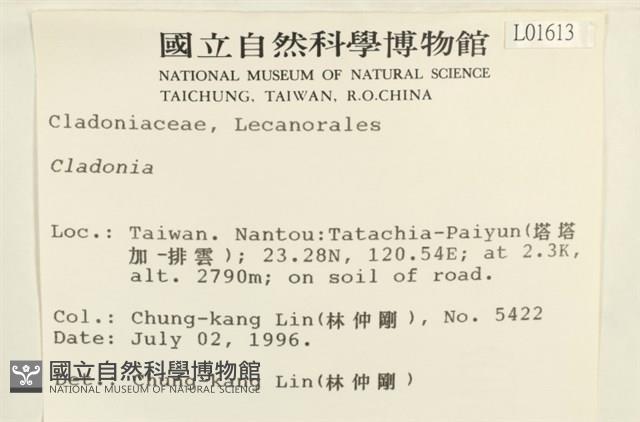 國立自然科學博物館
L01613
NATIONAL MUSEUM OF NATURAL SCIENCE
TAICHUNG, TAIWAN, R.O.CHINA
Cladoniaceae, Lecanorales
Cladonia
Loc.: Taiwan. Nantou:Tatachia-Paiyun(塔塔
加-排雲); 23.28N, 120.54E; at 2.3K,
alt. 2790m; on soil of road.
Col.: Chung-kang Lin(林仲剛), No. 5422
Date: July 02, 1996.
Det.: Chung-kang Lin(林仲剛)
國立自然科學博物館
NATIONAL MUSEUM OF NATURAL SCIENCE